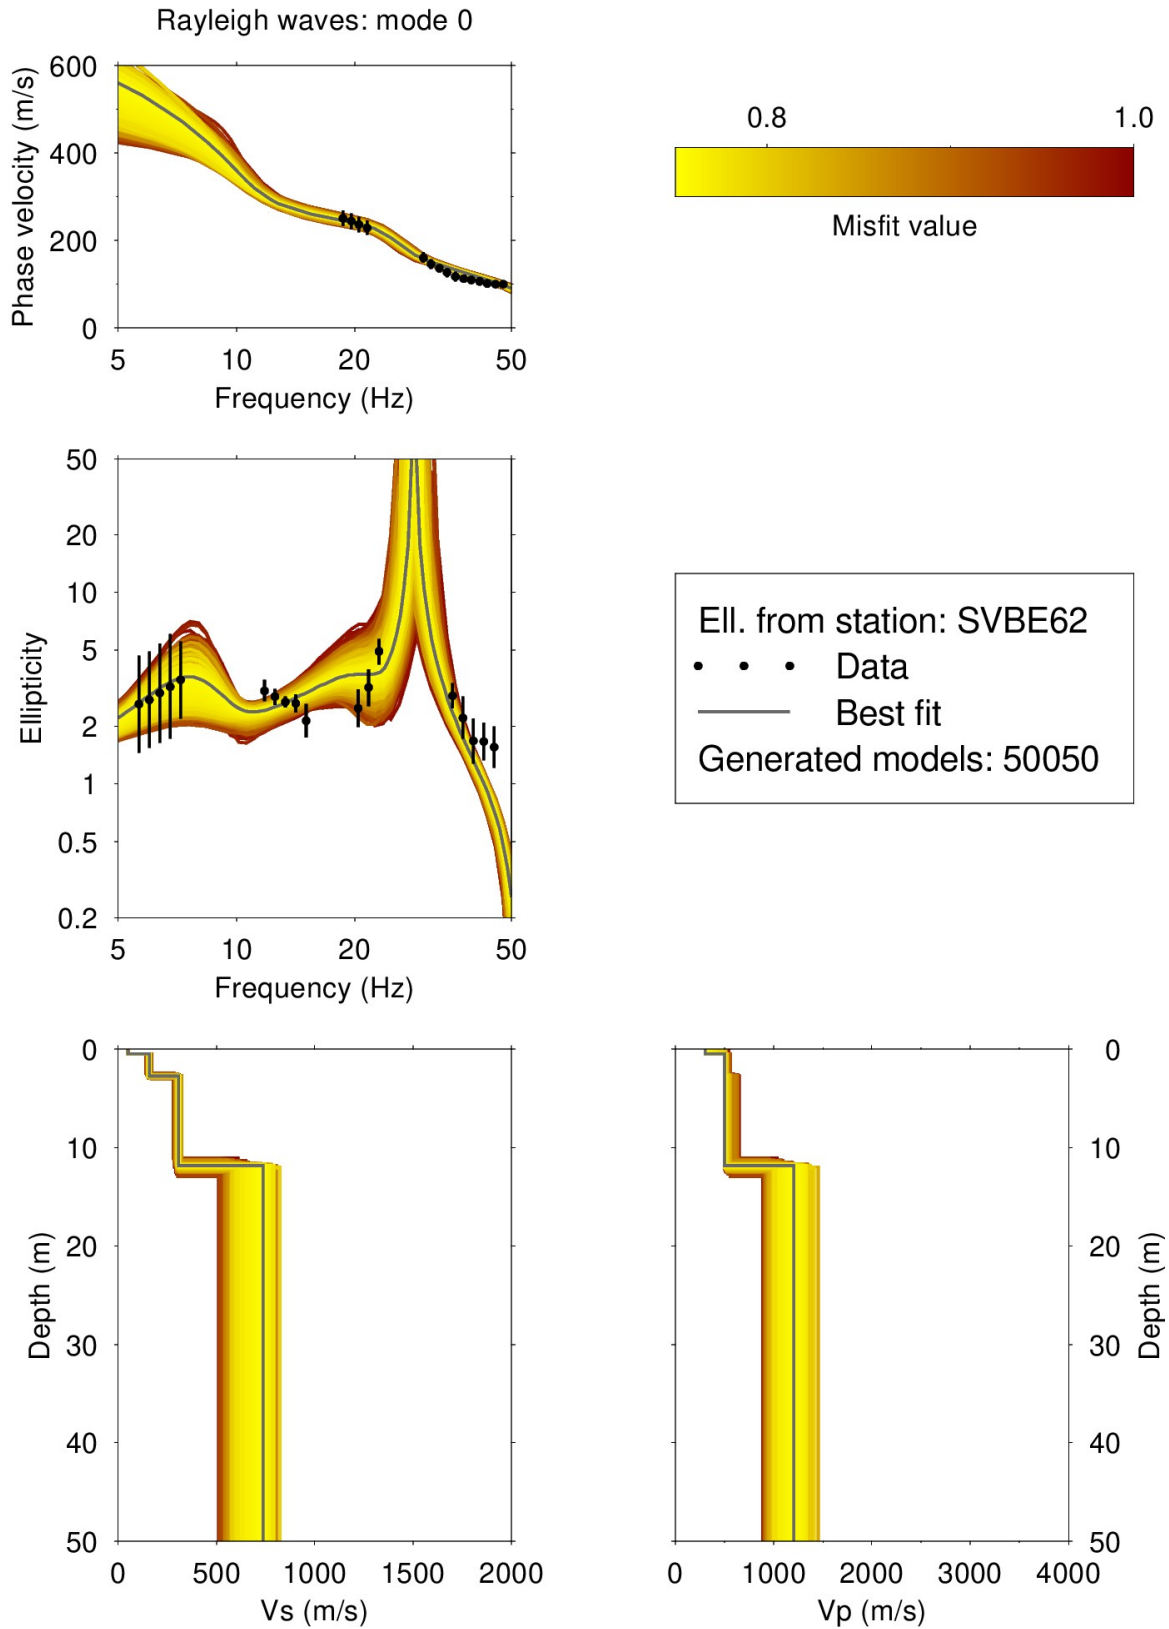 Rayleigh waves: mode 0
600
400
200
0
Phase velocity (m/s)
5 10 20 50
Frequency (Hz)
0.8 1.0
Misfit value
50
20
10
5
2
1
0.5
0.2
Ellipticity
5 10 20 50
Frequency (Hz)
Ell. from station: SVBE62
Data
Best fit
Generated models: 50050
0
10
20
30
40
50
Depth (m)
0 500 1000 1500 2000
Vs (m/s)
0
10
20
30
40
50
Depth (m)
0 1000 2000 3000 4000
Vp (m/s)